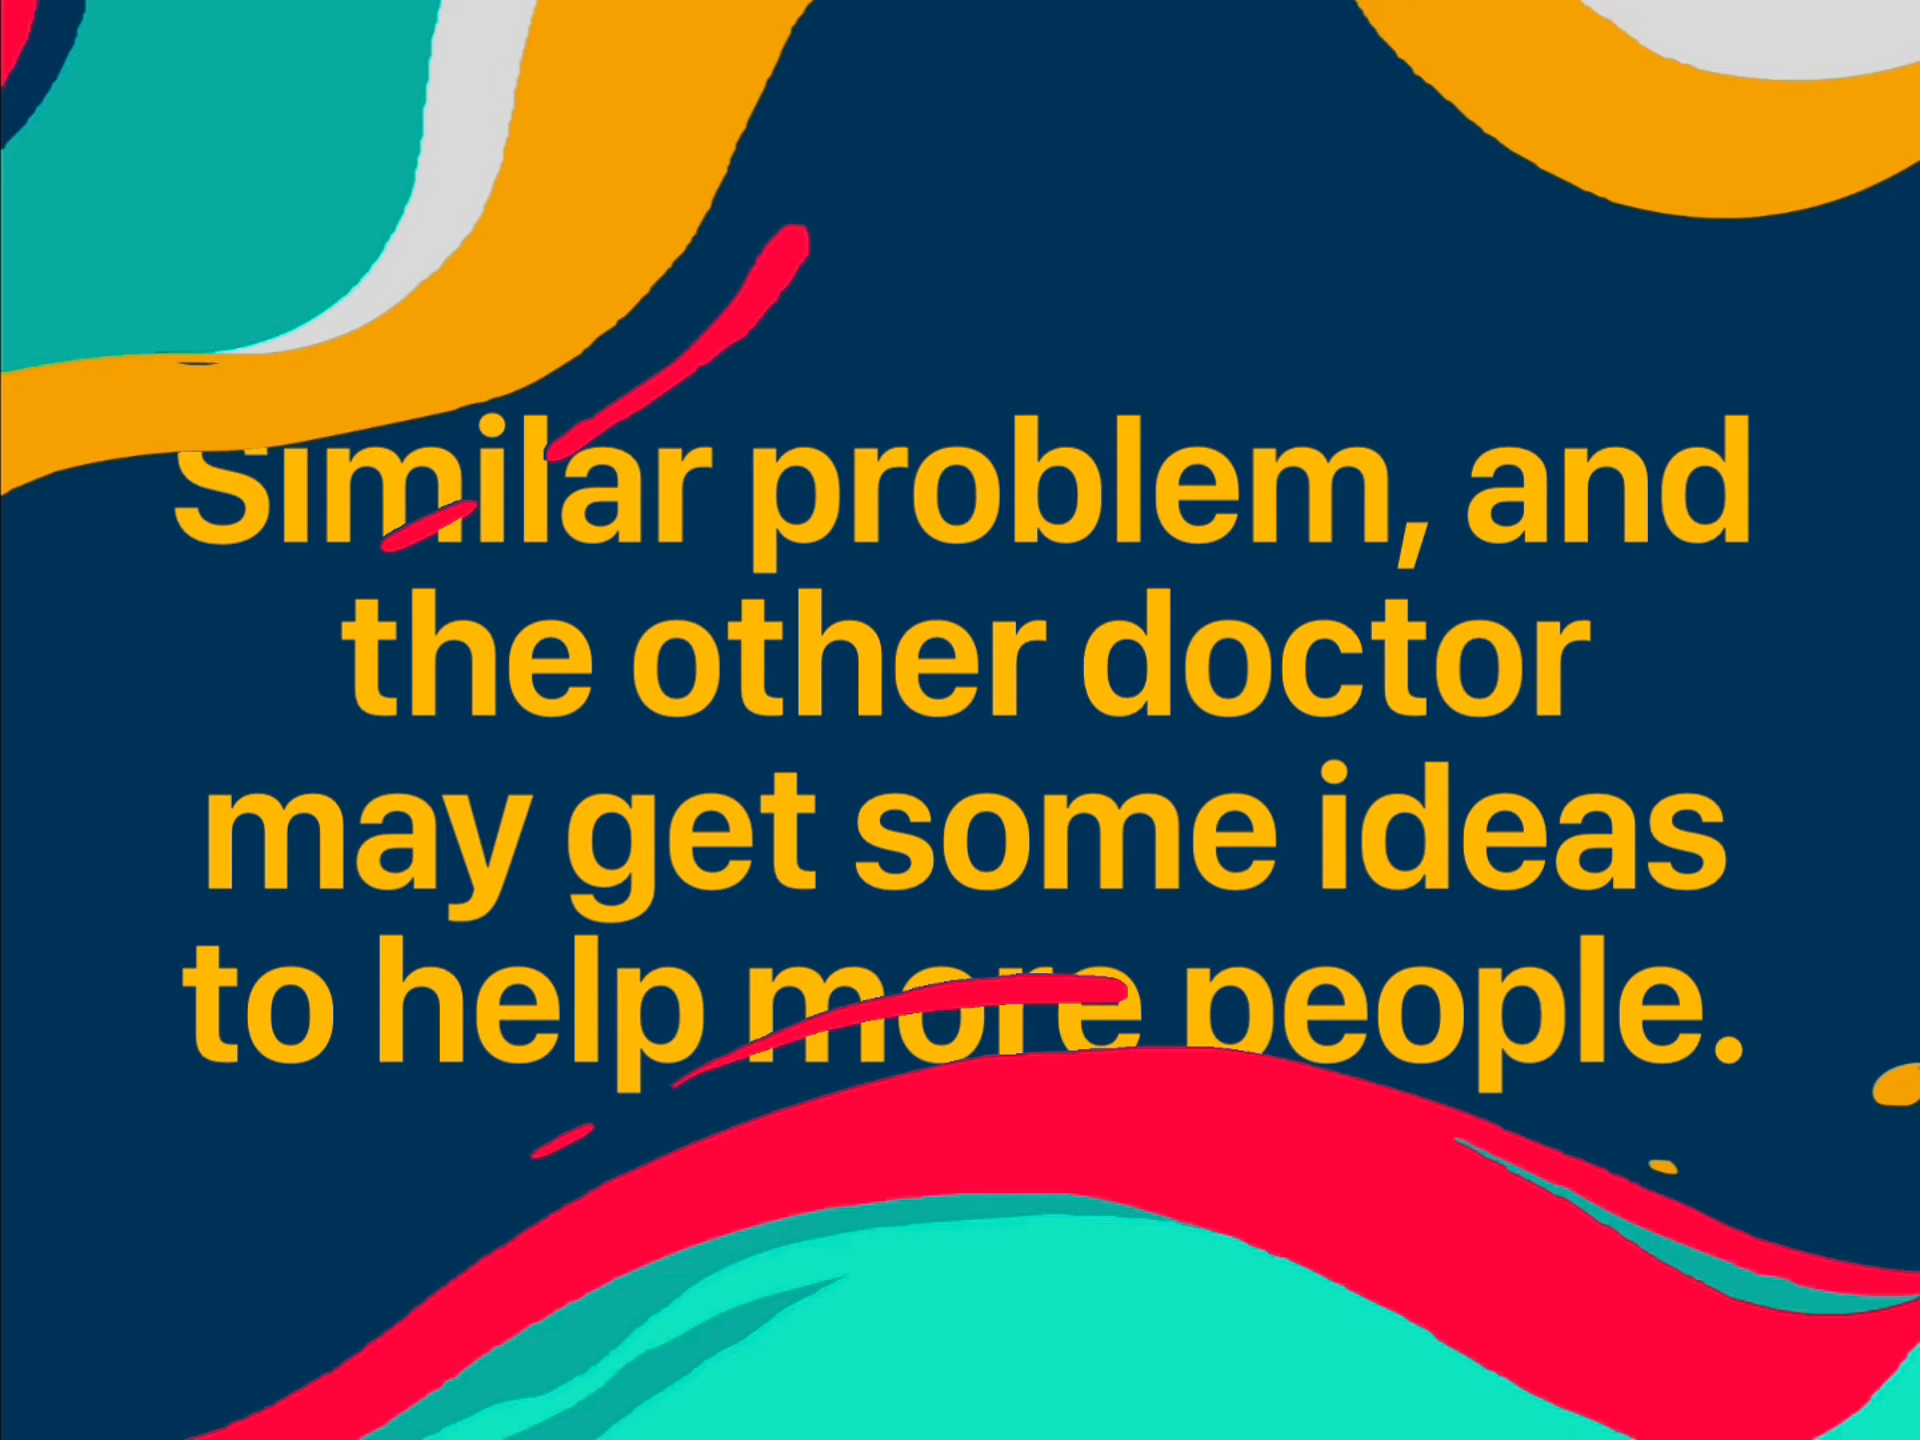 Similar problem, and
the other doctor
may get some ideas
to help more people.